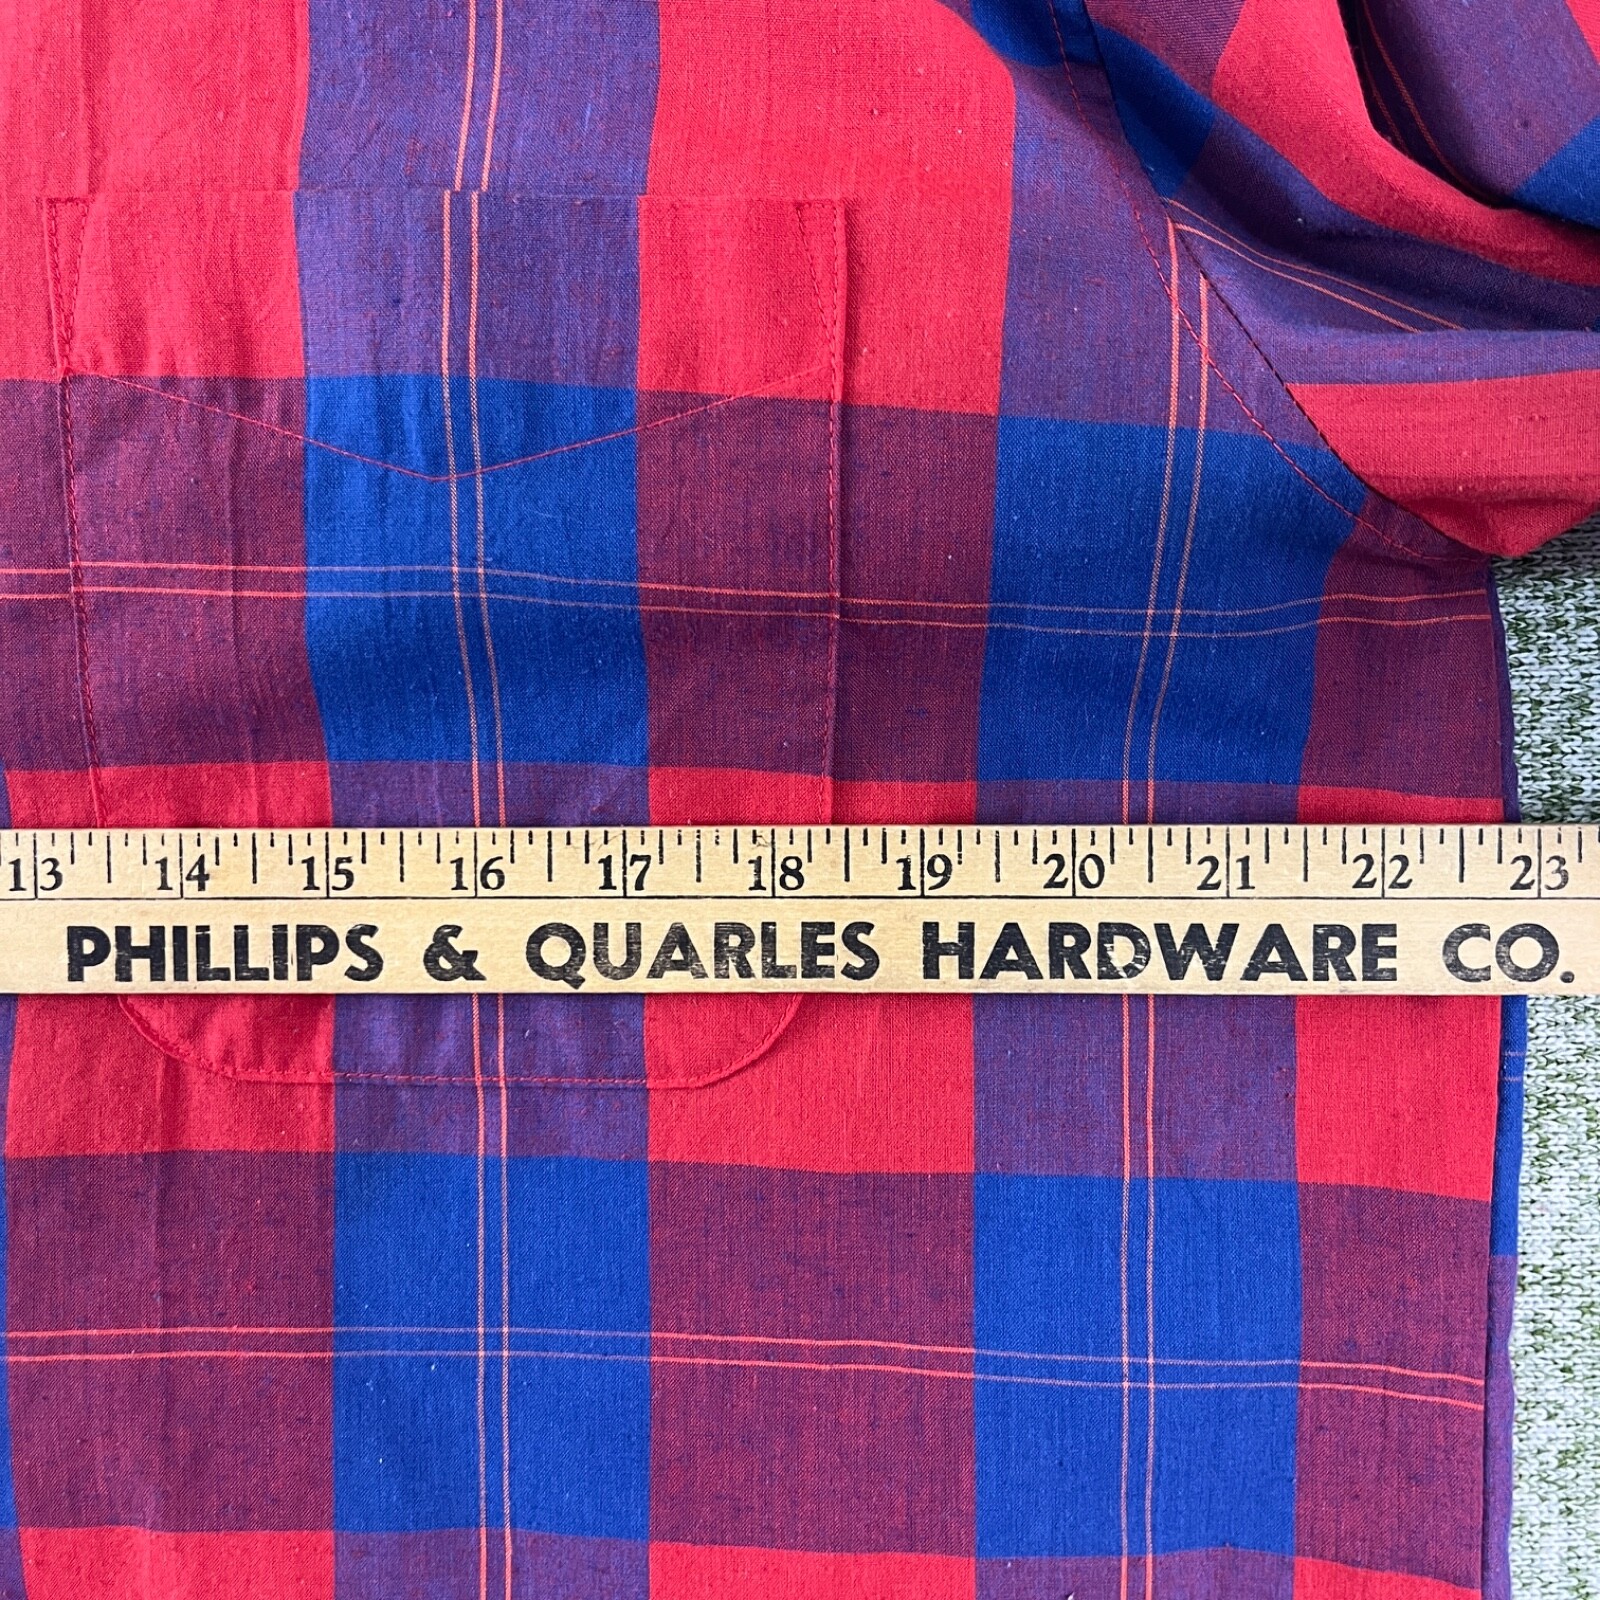 13 14 15 16 17 18 19 20 21 22 23
PHILLIPS & QUARLES HARDWARE CO.